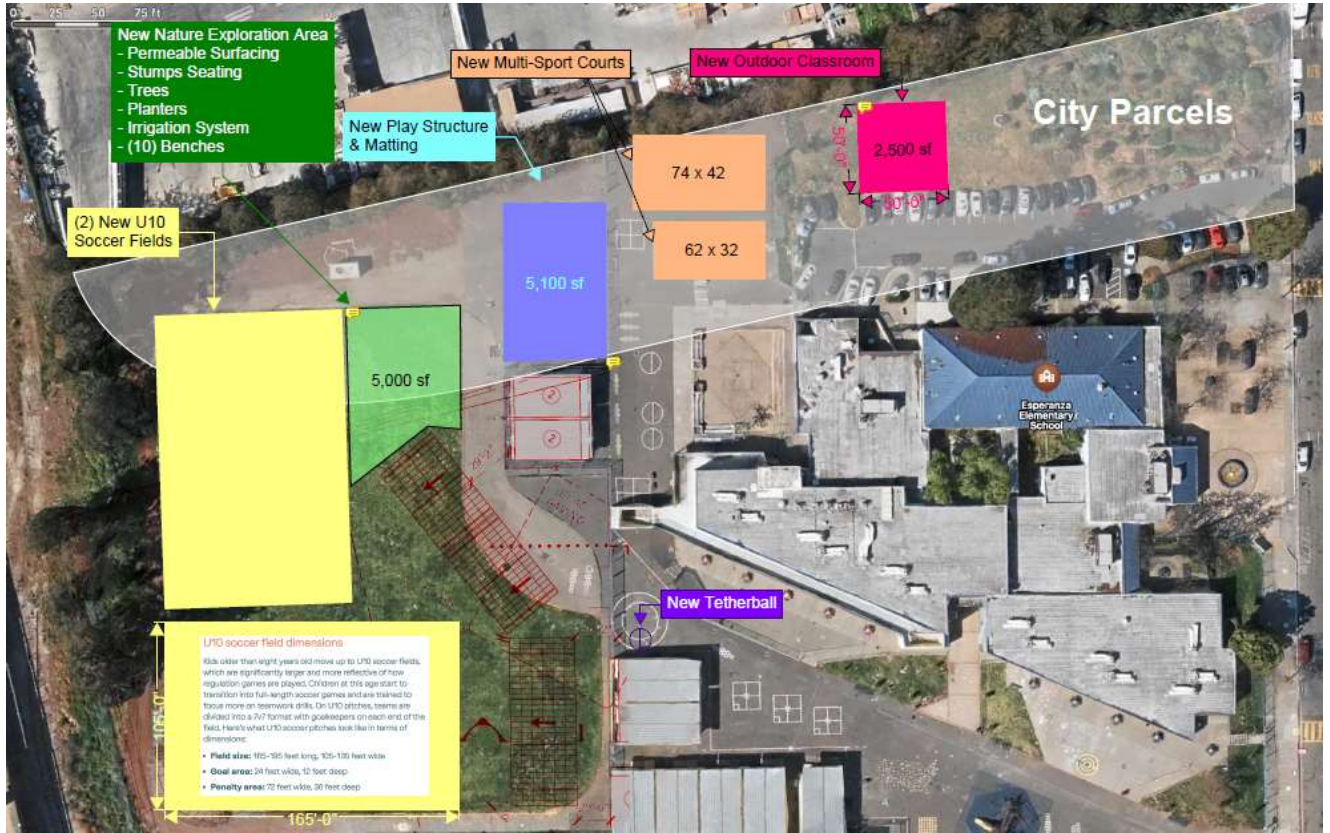 0 25 50 75 ft
New Nature Exploration Area
- Permeable Surfacing
- Stumps Seating
- Trees
- Planters
- Irrigation System
- (10) Benches
New Multi-Sport Courts
New Outdoor Classroom
City Parcels
New Play Structure
& Matting
50'-0"
2,500 sf
50'-0"
74 x 42
62 x 32
(2) New U10
Soccer Fields
5,100 sf
5,000 sf
2
2
Esperanza
Elementary
School
New Tetherball
105'-0"
U10 soccer field dimensions
Kids older than eight years old move up to U10 soccer fields,
which are significantly larger and more reflective of how
regulation games are played. Children at this age start to
transition into full-length soccer games and are trained to
focus more on teamwork drills. On U10 pitches, teams are
divided into a 7v7 format with goalkeepers on each end of the
field. Here's what U10 soccer pitches look like in terms of
dimensions:
• Field size: 165-195 feet long, 105-135 feet wide
• Goal area: 24 feet wide, 12 feet deep
• Penalty area: 72 feet wide, 36 feet deep
165'-0"